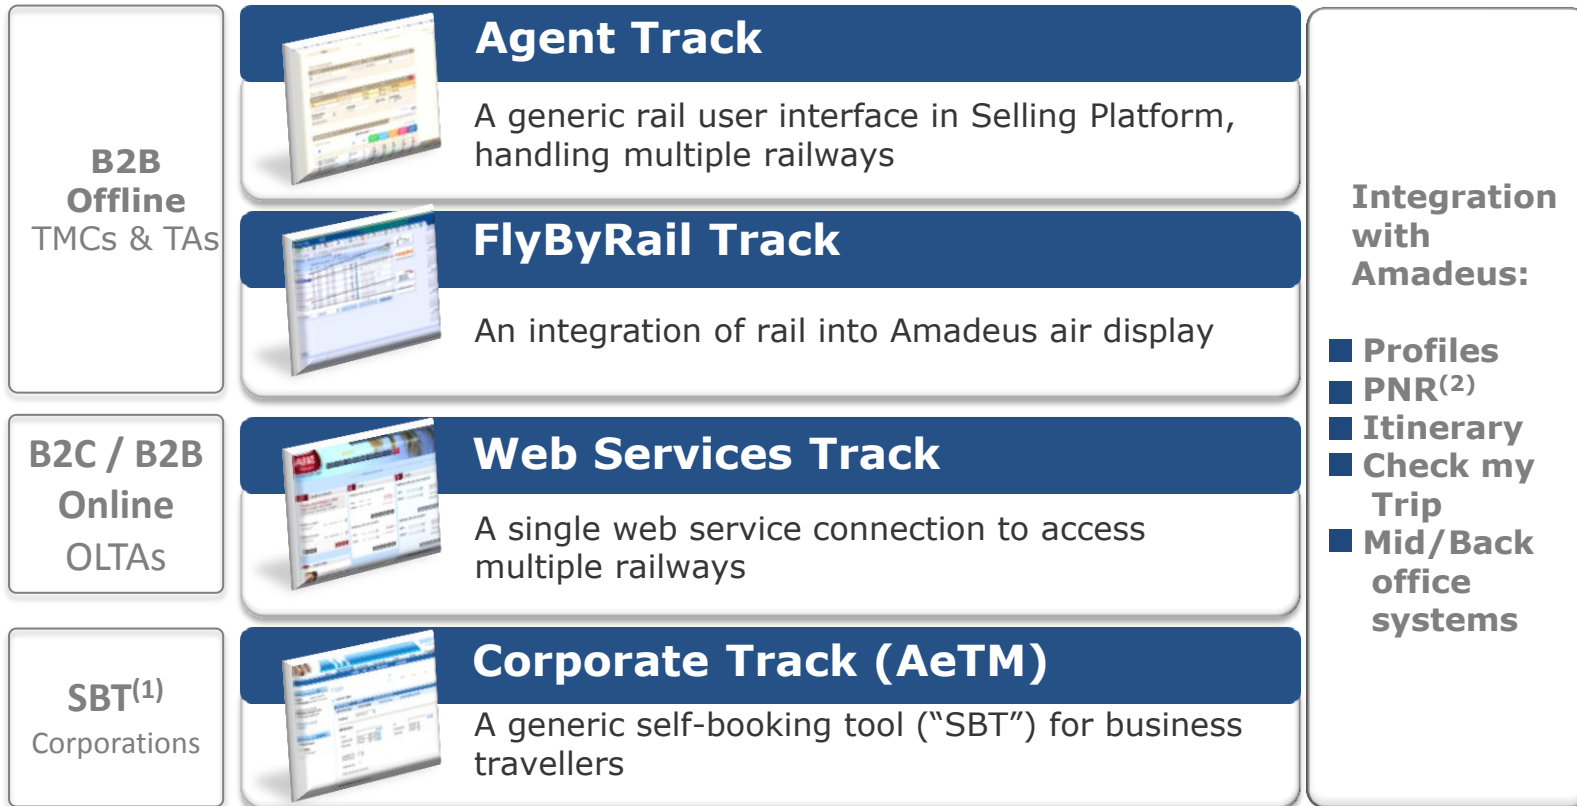 B2B
Offline
TMCs & TAs
Agent Track
A generic rail user interface in Selling Platform,
handling multiple railways
FlyByRail Track
An integration of rail into Amadeus air display
B2C / B2B
Online
OLTAs
Web Services Track
A single web service connection to access
multiple railways
SBT(1)
Corporations
Corporate Track (AeTM)
A generic self-booking tool (“SBT”) for business
travellers
Integration
with
Amadeus:
Profiles
PNR(2)
Itinerary
Check my
Trip
Mid/Back
office
systems